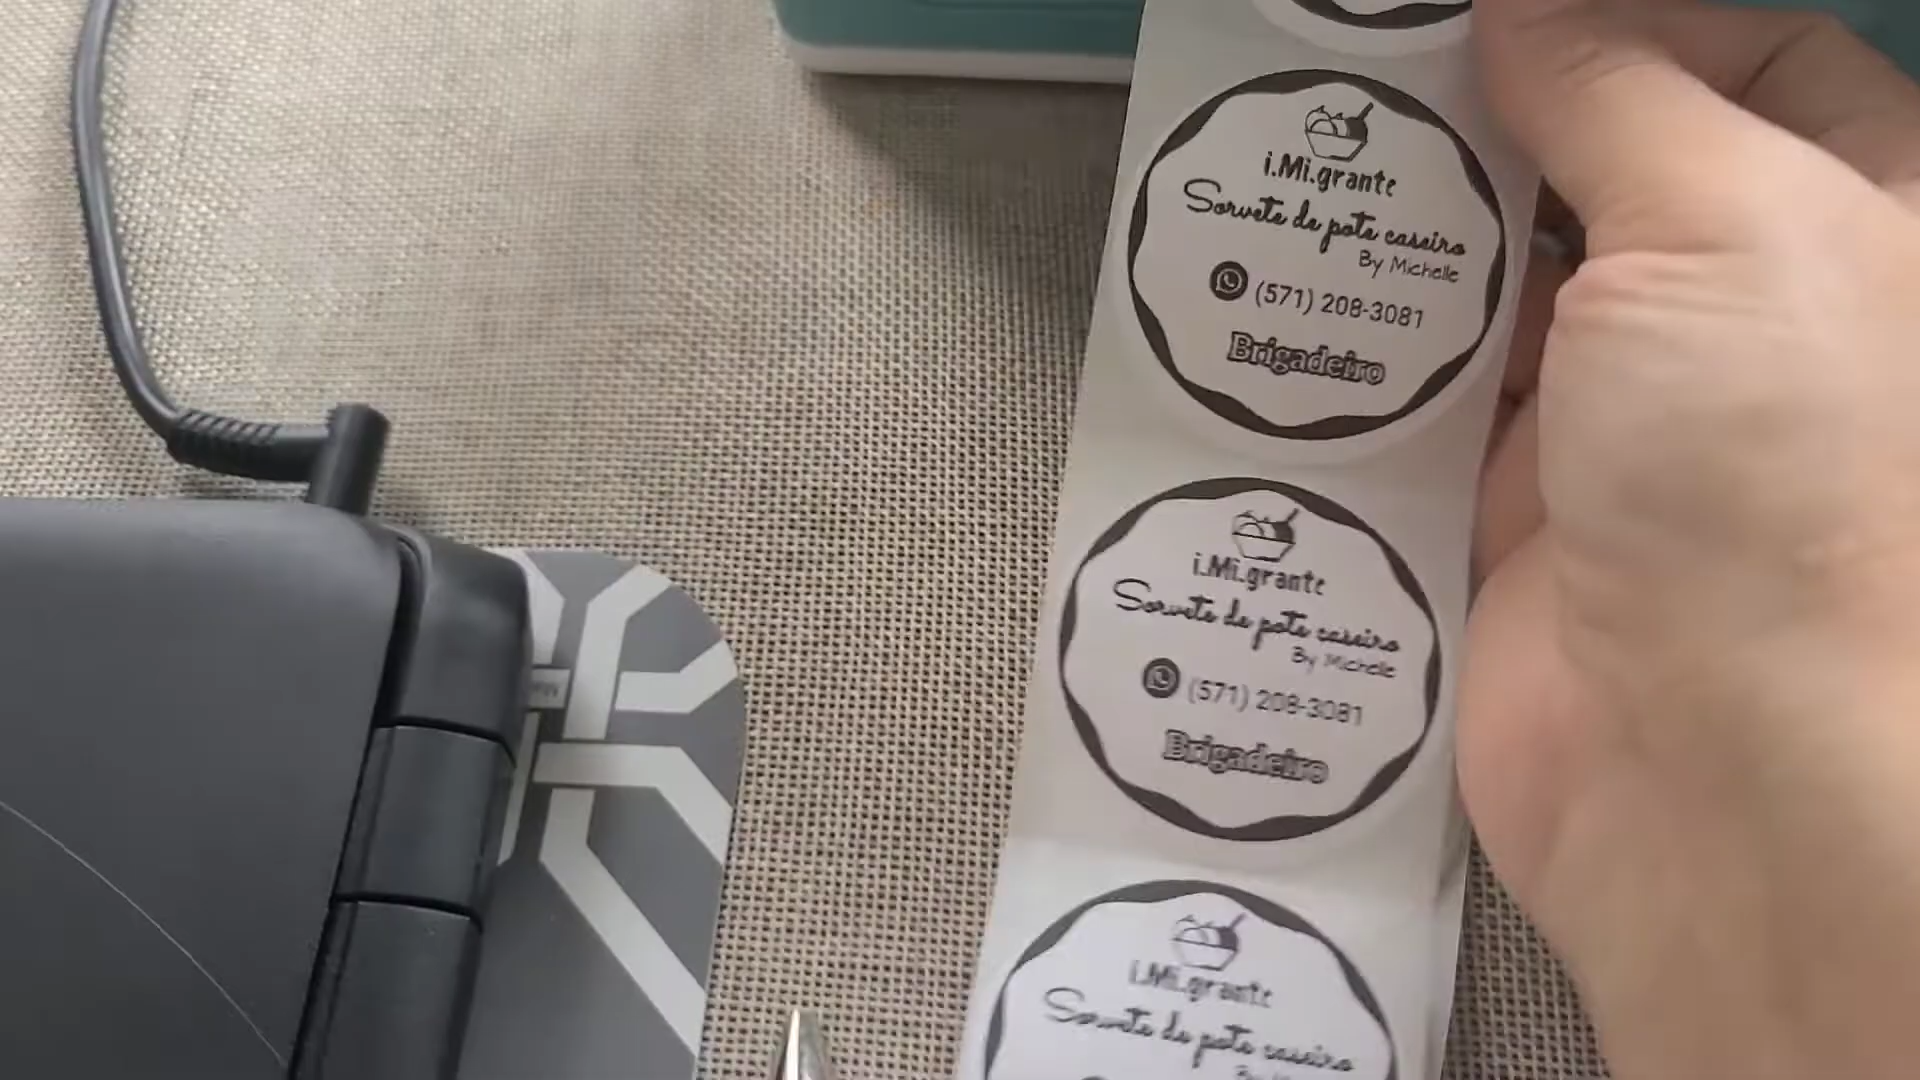 i.Mi.grante
Sorvete de pote caseiro
By Michelle
(571) 208-3081
Brigadeiro
i.Mi.grante
Sorvete de pote caseiro
By Michelle
(571) 208-3081
Brigadeiro
i.Mi.grante
Sorvete de pote caseiro